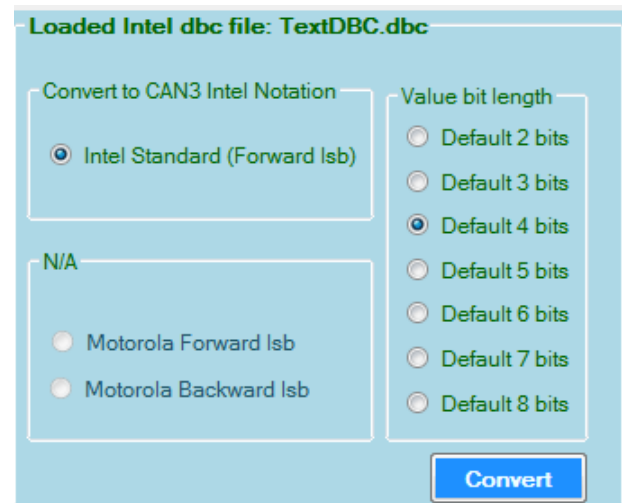 Loaded Intel dbc file: TextDBC.dbc
Convert to CAN3 Intel Notation
Intel Standard (Forward lsb)
N/A
Motorola Forward lsb
Motorola Backward lsb
Value bit length
Default 2 bits
Default 3 bits
Default 4 bits
Default 5 bits
Default 6 bits
Default 7 bits
Default 8 bits
Convert